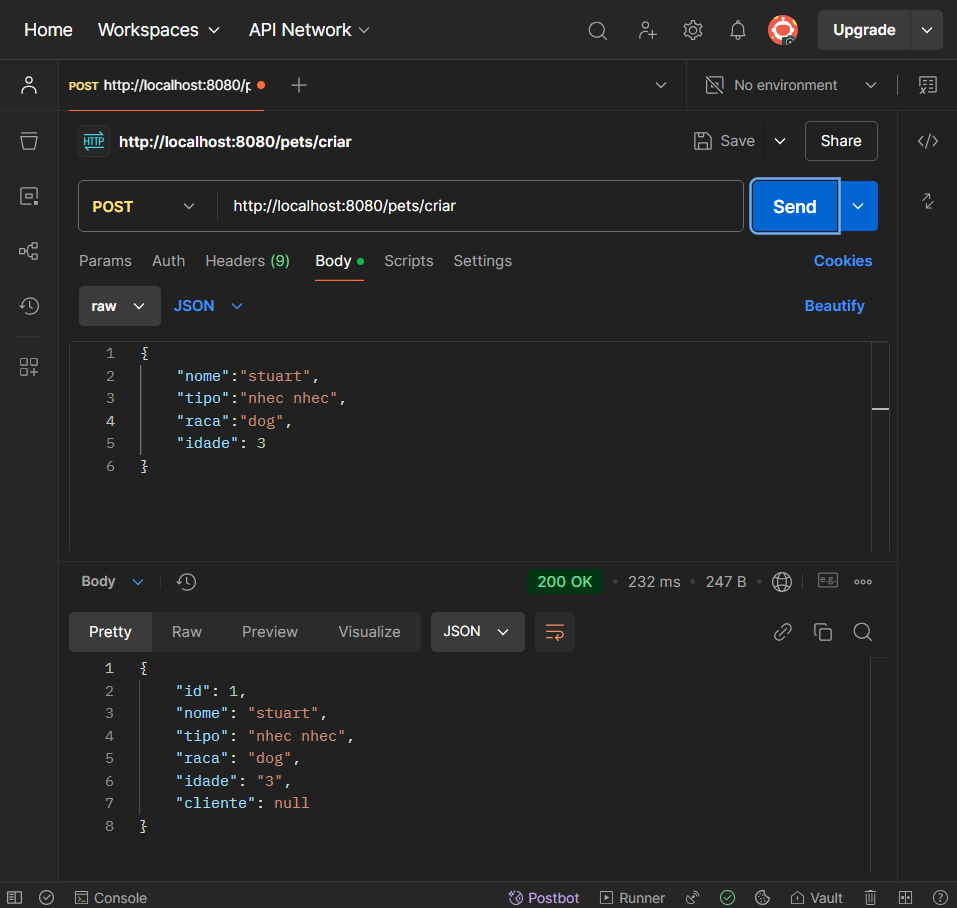 Home Workspaces API Network Upgrade
POST http://localhost:8080/p No environment
HTTP http://localhost:8080/pets/criar Save Share
POST http://localhost:8080/pets/criar Send
Params Auth Headers (9) Body Scripts Settings Cookies
raw JSON Beautify
1 {
2 "nome":"stuart",
3 "tipo":"nhec nhec",
4 "raca":"dog",
5 "idade": 3
6 }
Body 200 OK • 232 ms • 247 B • e.g.
Pretty Raw Preview Visualize JSON
1 {
2 "id": 1,
3 "nome": "stuart",
4 "tipo": "nhec nhec",
5 "raca": "dog",
6 "idade": "3",
7 "cliente": null
8 }
Console Postbot Runner Vault